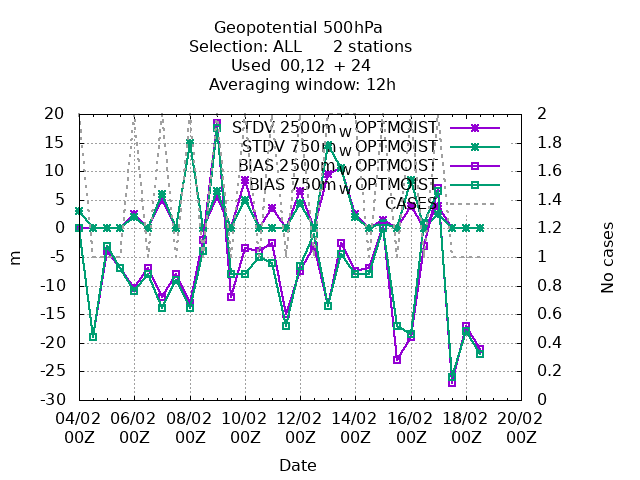 Geopotential 500hPa
Selection: ALL 2 stations
Used 00,12 + 24
Averaging window: 12h
STDV 2500m W OPTMOIST
STDV 750m W OPTMOIST
BIAS 2500m W OPTMOIST
BIAS 750m W OPTMOIST
CASES
20
15
10
5
0
-5
-10
-15
-20
-25
-30
m
2
1.8
1.6
1.4
1.2
1
0.8
0.6
0.4
0.2
0
No cases
04/02 06/02 08/02 10/02 12/02 14/02 16/02 18/02 20/02
00Z 00Z 00Z 00Z 00Z 00Z 00Z 00Z 00Z
Date